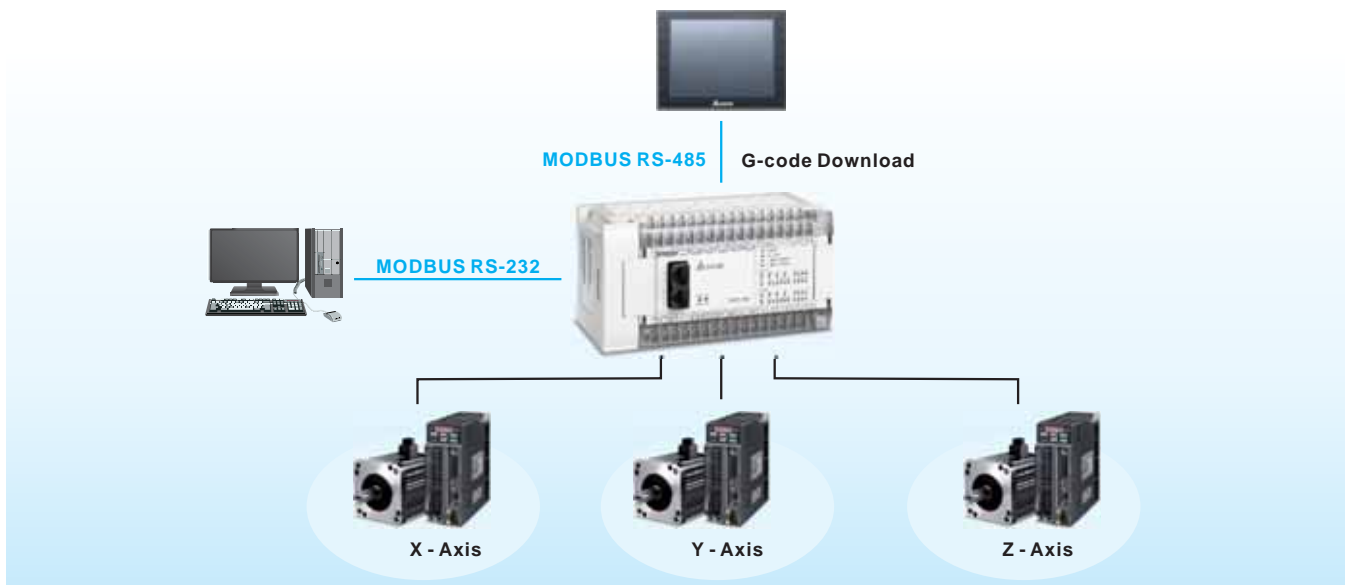 MODBUS RS-485
G-code Download
MODBUS RS-232
X - Axis
Y - Axis
Z - Axis